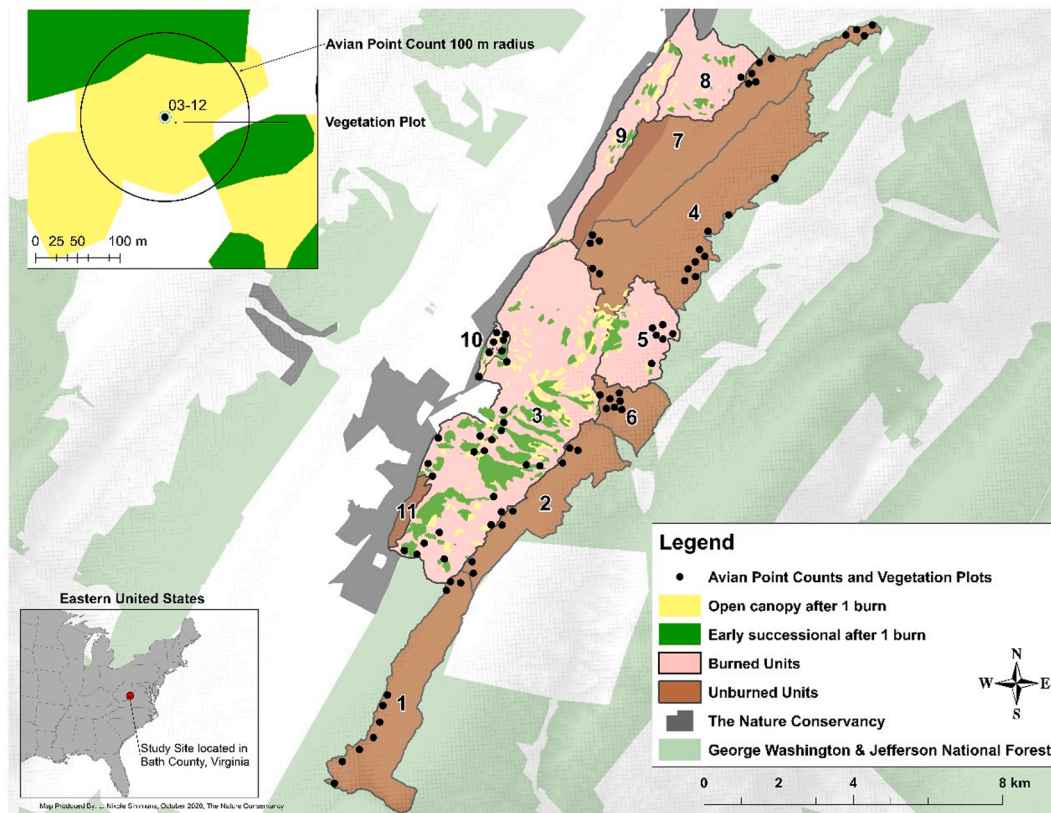 Avian Point Count 100 m radius
03-12
Vegetation Plot
0 25 50 100 m
8
9
7
4
10
5
3
6
11
2
1
Eastern United States
Study Site located in
Bath County, Virginia
Map Produced By: Nikole Simmons, October 2020, The Nature Conservancy
Legend
Avian Point Counts and Vegetation Plots
Open canopy after 1 burn
Early successional after 1 burn
Burned Units
Unburned Units
The Nature Conservancy
George Washington & Jefferson National Forest
N
W E
S
0 2 4 8 km